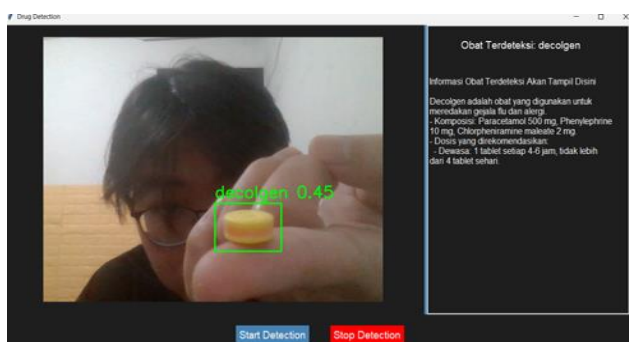 Drug Detection
Obat Terdeteksi: decolgen
Informasi Obat Terdeteksi Akan Tampil Disini
Decolgen adalah obat yang digunakan untuk
meredakan gejala flu dan alergi.
- Komposisi: Paracetamol 500 mg, Phenylephrine
10 mg, Chlorpheniramine maleate 2 mg.
- Dosis yang direkomendasikan:
- Dewasa: 1 tablet setiap 4-6 jam, tidak lebih
dari 4 tablet sehari.
decolgen 0.45
Start Detection
Stop Detection